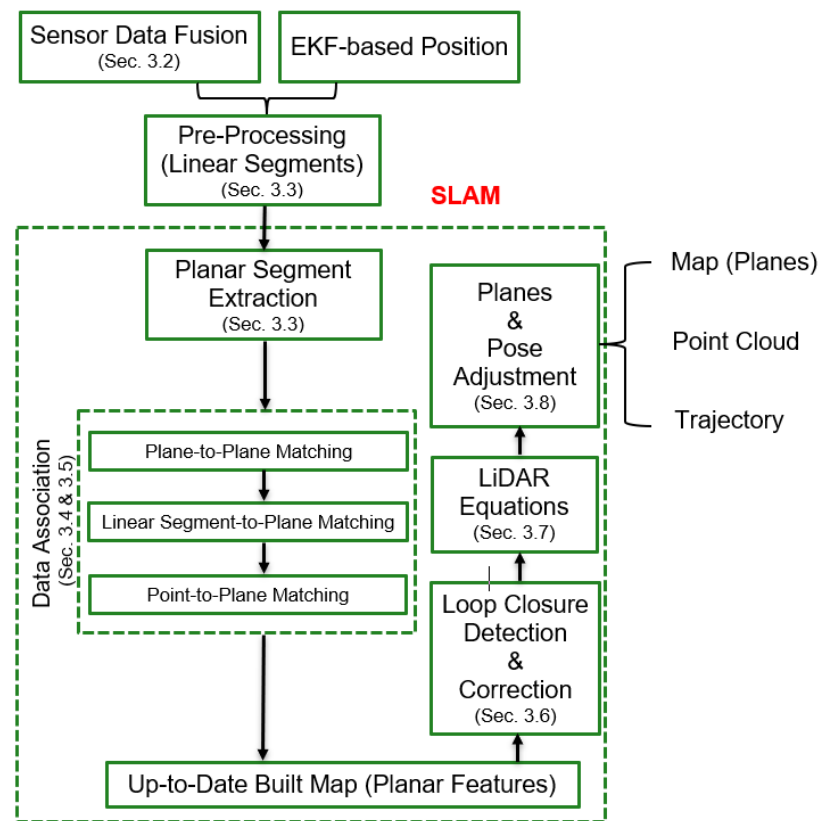 Sensor Data Fusion
(Sec. 3.2)
EKF-based Position
Pre-Processing
(Linear Segments)
(Sec. 3.3)
SLAM
Planar Segment
Extraction
(Sec. 3.3)
Data Association
(Sec. 3.4 & 3.5)
Plane-to-Plane Matching
Linear Segment-to-Plane Matching
Point-to-Plane Matching
Up-to-Date Built Map (Planar Features)
Loop Closure
Detection
&
Correction
(Sec. 3.6)
LiDAR
Equations
(Sec. 3.7)
Planes
&
Pose
Adjustment
(Sec. 3.8)
Map (Planes)
Point Cloud
Trajectory